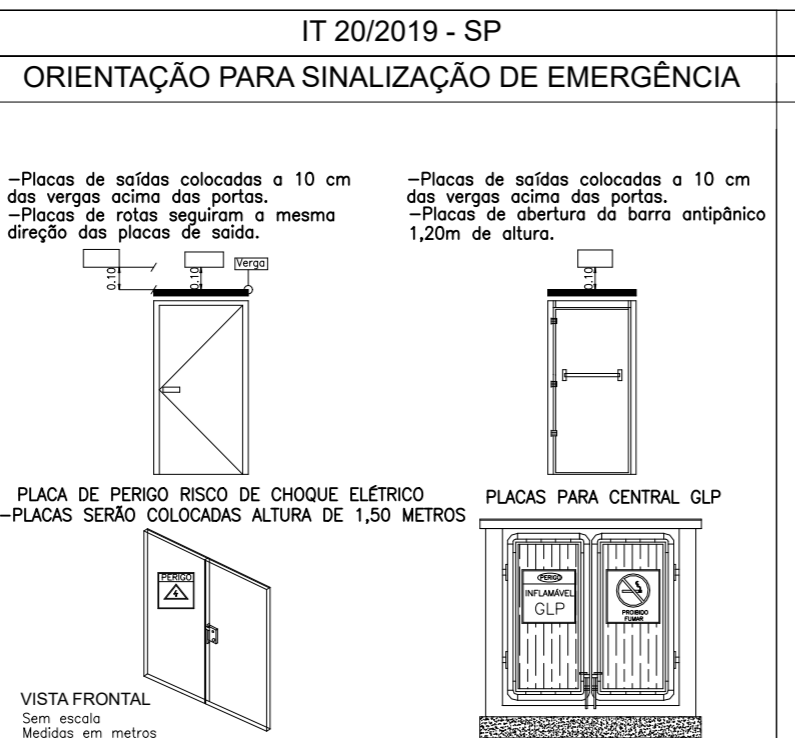 IT 20/2019 - SP
ORIENTAÇÃO PARA SINALIZAÇÃO DE EMERGÊNCIA
-Placas de saídas colocadas a 10 cm
das vergas acima das portas.
-Placas de rotas seguiram a mesma
direção das placas de saida.
0.10
0.10
Verga
-Placas de saídas colocadas a 10 cm
das vergas acima das portas.
-Placas de abertura da barra antipânico
1,20m de altura.
0.10
PLACA DE PERIGO RISCO DE CHOQUE ELÉTRICO
-PLACAS SERÃO COLOCADAS ALTURA DE 1,50 METROS
PERIGO
VISTA FRONTAL
Sem escala
Medidas em metros
PLACAS PARA CENTRAL GLP
PERIGO
INFLAMÁVEL
GLP
PROIBIDO
FUMAR